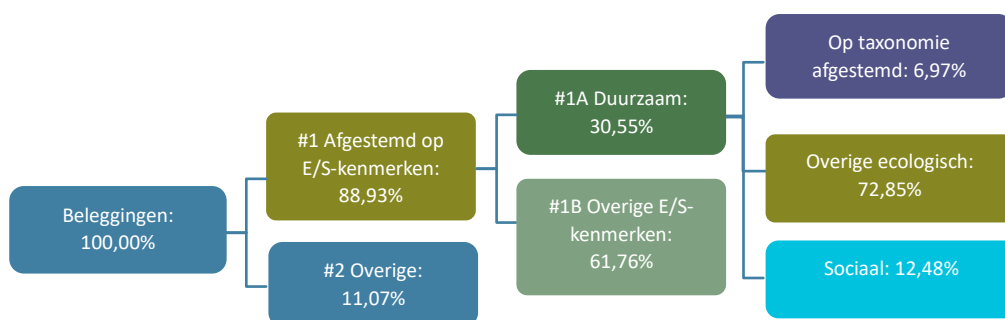 Beleggingen:
100,00%
#1 Afgestemd op
E/S-kenmerken:
88,93%
#2 Overige:
11,07%
#1A Duurzaam:
30,55%
#1B Overige E/S-
kenmerken:
61,76%
Op taxonomie
afgestemd: 6,97%
Overige ecologisch:
72,85%
Sociaal: 12,48%